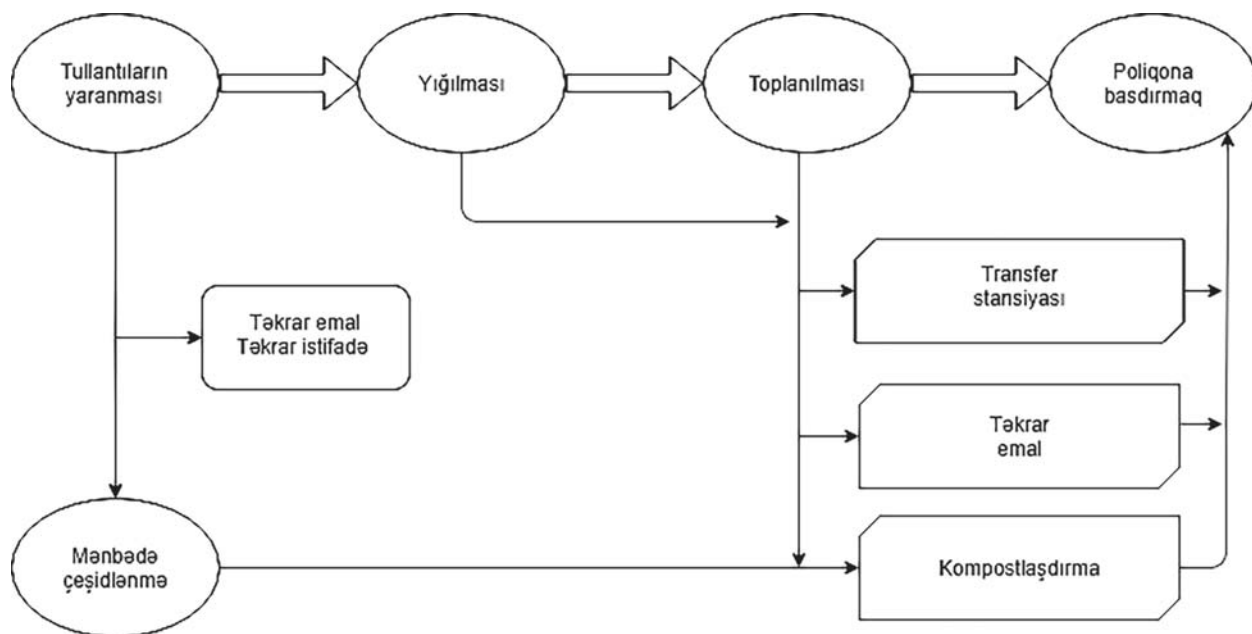 Tullantıların
yaranması
Yığılması
Toplanılması
Poliqona
basdırmaq
Transfer
stansiyası
Təkrar emal
Təkrar istifadə
Təkrar
emal
Mənbədə
çeşidlənmə
Kompostlaşdırma